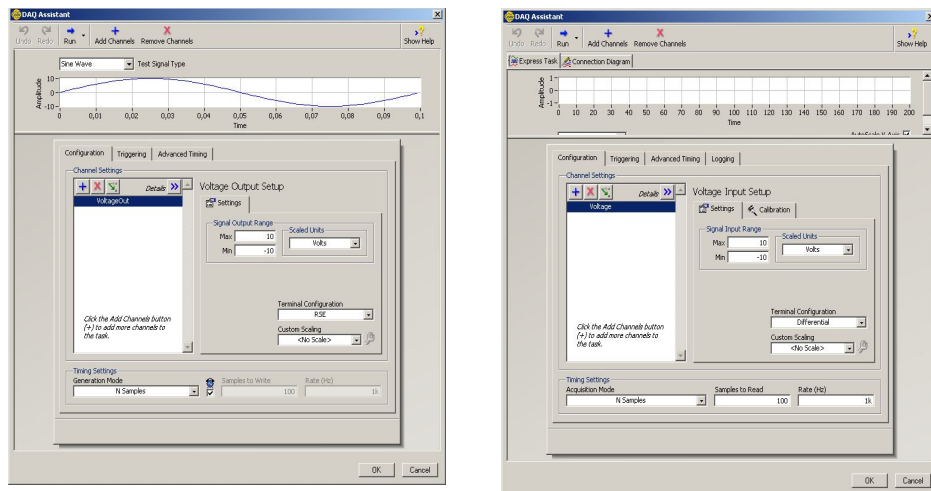 DAQ Assistant
Undo Redo Run Add Channels Remove Channels Show Help
Sine Wave Test Signal Type
Amplitude
10-
0-
-10-
0 0,01 0,02 0,03 0,04 0,05 0,06 0,07 0,08 0,09 0,1
Time
Configuration Triggering Advanced Timing
Channel Settings
Details
VoltageOut
Click the Add Channels button
(+) to add more channels to
the task.
Voltage Output Setup
Settings
Signal Output Range
Max 10
Min -10
Scaled Units
Volts
Terminal Configuration
RSE
Custom Scaling
<No Scale>
Timing Settings
Generation Mode Samples to Write Rate (Hz)
N Samples 100 1k
OK Cancel
DAQ Assistant
Undo Redo Run Add Channels Remove Channels Show Help
Express Task Connection Diagram
Amplitude
1-
0-
-1-
0 10 20 30 40 50 60 70 80 90 100 110 120 130 140 150 160 170 180 190 200
Time
AutoScale Y-Axis
Configuration Triggering Advanced Timing Logging
Channel Settings
Details
Voltage
Click the Add Channels button
(+) to add more channels to
the task.
Voltage Input Setup
Settings Calibration
Signal Input Range
Max 10
Min -10
Scaled Units
Volts
Terminal Configuration
Differential
Custom Scaling
<No Scale>
Timing Settings
Acquisition Mode Samples to Read Rate (Hz)
N Samples 100 1k
OK Cancel